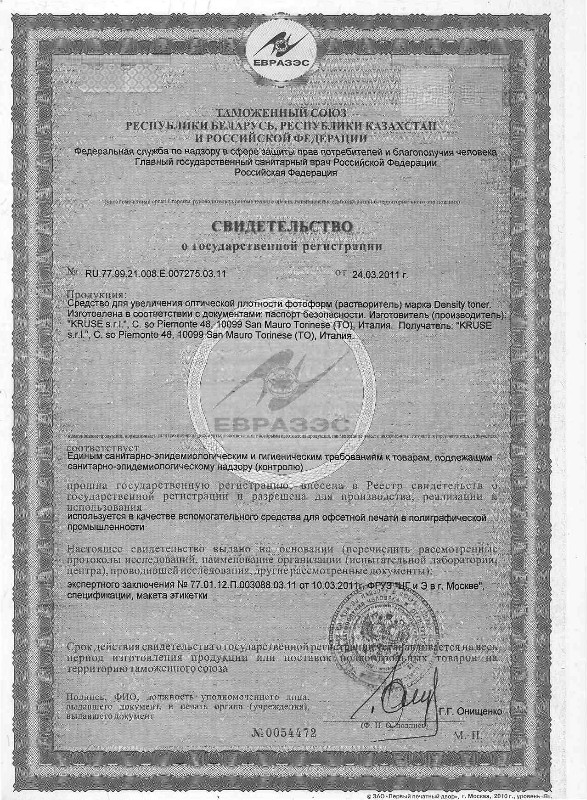 ЕВРАЗЭС
ТАМОЖЕННЫЙ СОЮЗ
РЕСПУБЛИКИ БЕЛАРУСЬ, РЕСПУБЛИКИ КАЗАХСТАН
И РОССИЙСКОЙ ФЕДЕРАЦИИ
Федеральная служба по надзору в сфере защиты прав потребителей и благополучия человека
Главный государственный санитарный врач Российской Федерации
Российская Федерация
СВИДЕТЕЛЬСТВО
о государственной регистрации
№ RU.77.99.21.008.Е.007275.03.11 от 24.03.2011 г.
Продукция:
Средство для увеличения оптической плотности фотоформ (растворитель) марка Density toner.
Изготовлена в соответствии с документами: паспорт безопасности. Изготовитель (производитель):
"KRUSE s.r.l.", C. so Piemonte 48, 10099 San Mauro Torinese (TO), Италия. Получатель: "KRUSE
s.r.l.", C. so Piemonte 48, 10099 San Mauro Torinese (TO), Италия.
ЕВРАЗЭС
соответствует
Единым санитарно-эпидемиологическим и гигиеническим требованиям к товарам, подлежащим
санитарно-эпидемиологическому надзору (контролю)
прошла государственную регистрацию, внесена в Реестр свидетельств о
государственной регистрации и разрешена для производства, реализации и
использования
используется в качестве вспомогательного средства для офсетной печати в полиграфической
промышленности
Настоящее свидетельство выдано на основании (перечислить рассмотренные
протоколы исследований, наименование организации (испытательной лаборатории,
центра), проводившей исследования, другие рассмотренные документы):
экспертного заключения № 77.01.12.П.003088.03.11 от 10.03.2011г, ФГУЗ "ЦГ и Э в г. Москве",
спецификации, макета этикетки
Срок действия свидетельства о государственной регистрации устанавливается на весь
период изготовления продукции или поставок подконтрольных товаров на
территорию таможенного союза
Подпись, ФИО, должность уполномоченного лица,
выдавшего документ, и печать органа (учреждения),
выдавшего документ
Г.Г. Онищенко
(Ф. И. О./подпись)
№0054472
М. П.
© ЗАО «Первый печатный двор», г. Москва, 2010 г., уровень «В».